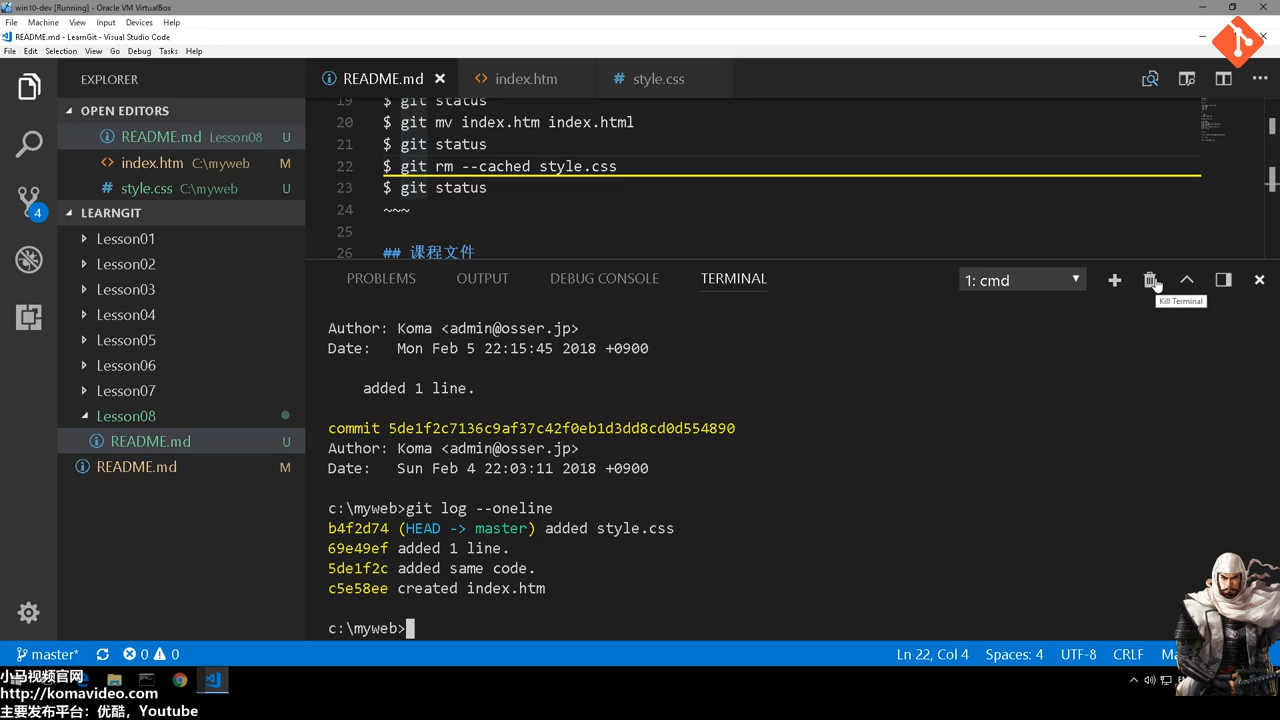 win10-dev [Running] - Oracle VM VirtualBox
File Machine View Input Devices Help
README.md - LearnGit - Visual Studio Code
File Edit Selection View Go Debug Tasks Help
EXPLORER
OPEN EDITORS
README.md Lesson08 U
index.htm C:\myweb M
style.css C:\myweb U
4
LEARNGIT
Lesson01
Lesson02
Lesson03
Lesson04
Lesson05
Lesson06
Lesson07
Lesson08
README.md U
README.md M
README.md index.htm style.css
19 $ git status
20 $ git mv index.htm index.html
21 $ git status
22 $ git rm --cached style.css
23 $ git status
24 ~~~
25
26 ## 课程文件
PROBLEMS OUTPUT DEBUG CONSOLE TERMINAL 1: cmd
Kill Terminal
Author: Koma <admin@osser.jp>
Date: Mon Feb 5 22:15:45 2018 +0900
added 1 line.
commit 5de1f2c7136c9af37c42f0eb1d3dd8cd0d554890
Author: Koma <admin@osser.jp>
Date: Sun Feb 4 22:03:11 2018 +0900
c:\myweb>git log --oneline
b4f2d74 (HEAD -> master) added style.css
69e49ef added 1 line.
5de1f2c added same code.
c5e58ee created index.htm
c:\myweb>
master* 0 0 Ln 22, Col 4 Spaces: 4 UTF-8 CRLF
小马视频官网
http://komavideo.com
主要发布平台：优酷，Youtube